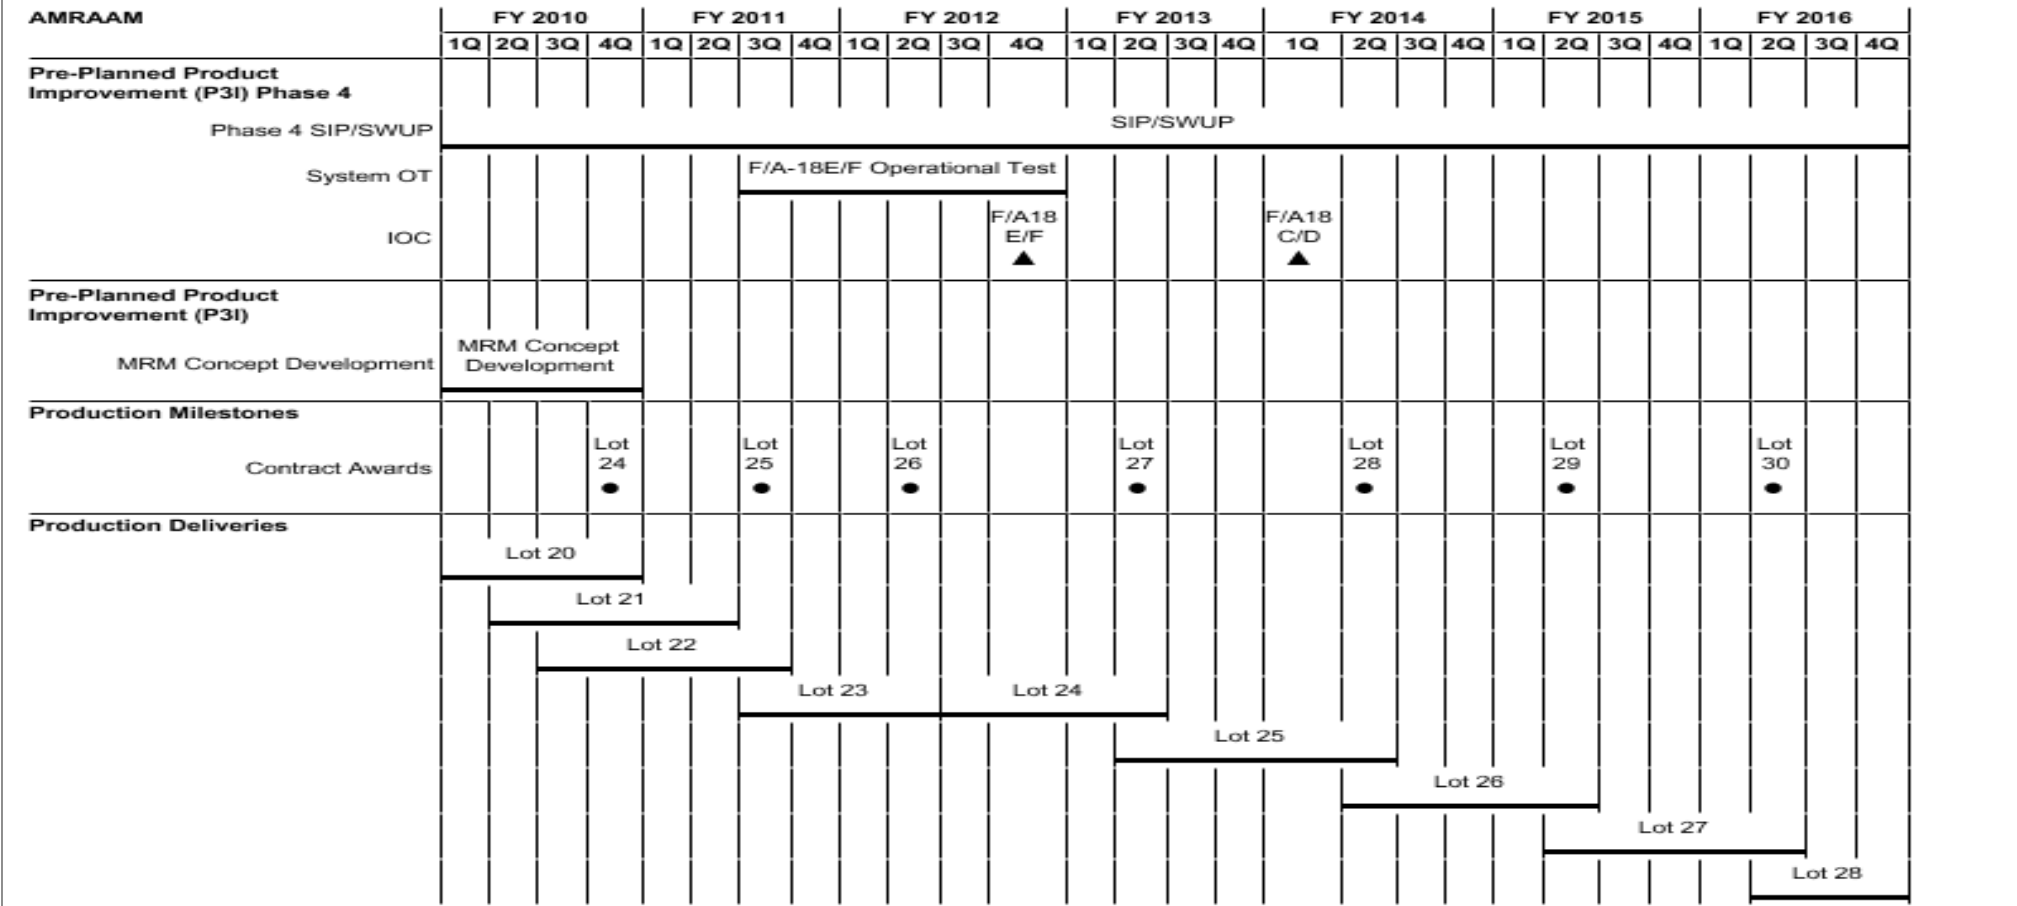 AMRAAM FY 2010 FY 2011 FY 2012 FY 2013 FY 2014 FY 2015 FY 2016
1Q 2Q 3Q 4Q 1Q 2Q 3Q 4Q 1Q 2Q 3Q 4Q 1Q 2Q 3Q 4Q 1Q 2Q 3Q 4Q 1Q 2Q 3Q 4Q 1Q 2Q 3Q 4Q
Pre-Planned Product
Improvement (P3I) Phase 4
Phase 4 SIP/SWUP SIP/SWUP
System OT F/A-18E/F Operational Test
IOC
F/A18
E/F
F/A18
C/D
Pre-Planned Product
Improvement (P3I)
MRM Concept Development
MRM Concept
Development
Production Milestones
Contract Awards
Lot
24
Lot
25
Lot
26
Lot
27
Lot
28
Lot
29
Lot
30
Production Deliveries
Lot 20
Lot 21
Lot 22
Lot 23 Lot 24
Lot 25
Lot 26
Lot 27
Lot 28